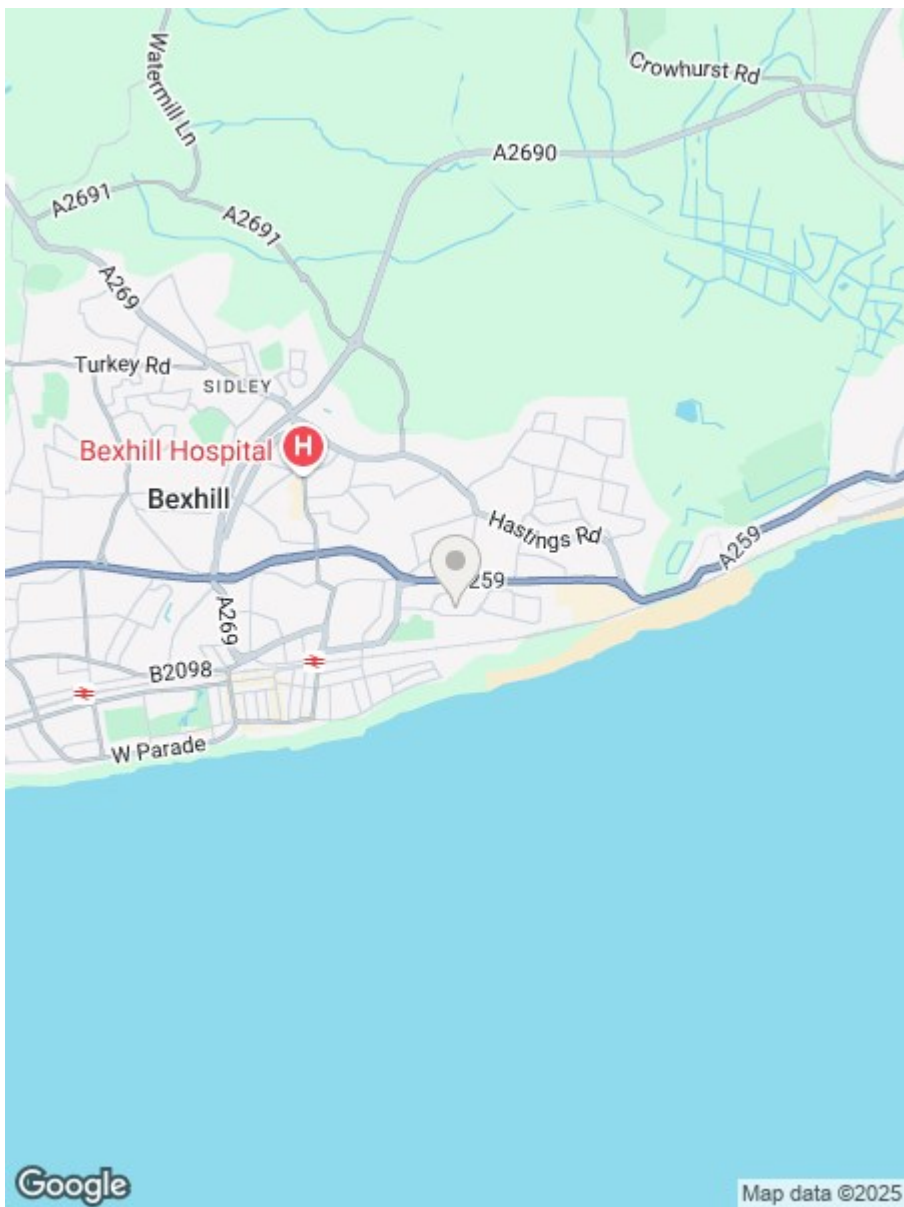 Watermill Ln
Crowhurst Rd
A2690
A2691
A2691
A269
Turkey Rd
SIDLEY
Bexhill Hospital
H
Bexhill
Hastings Rd
A259
259
A269
B2098
W Parade
Google
Map data ©2025